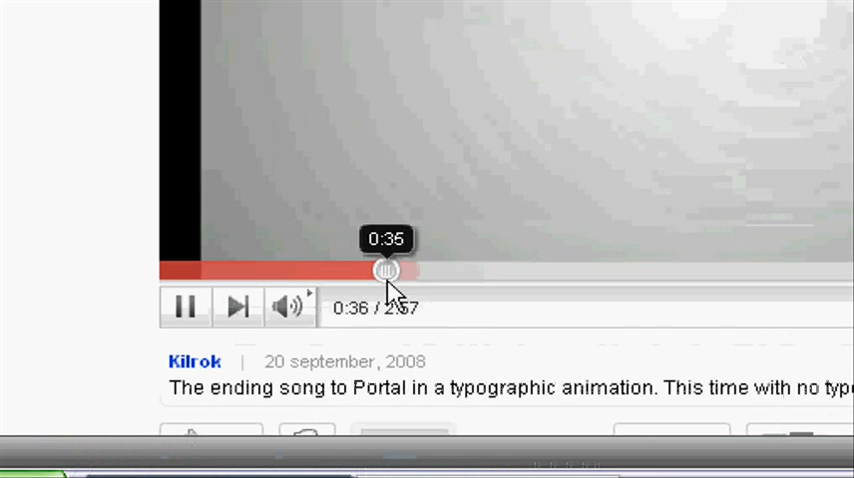 0:35
0:36 / 2:57
Kilrok | 20 september, 2008
The ending song to Portal in a typographic animation. This time with no typo